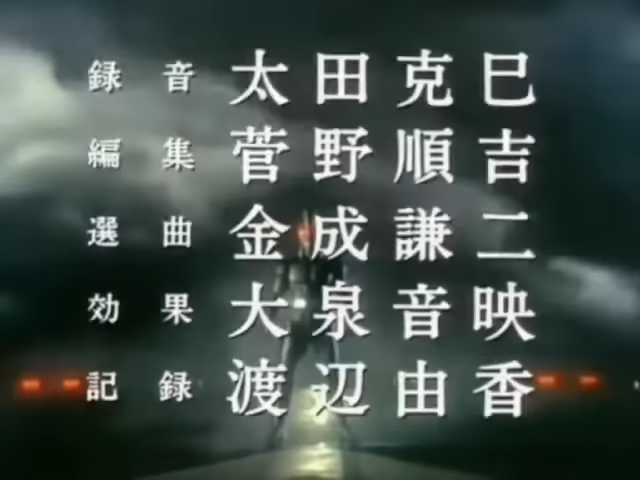 録音 太田克巳
編集 菅野順吉
選曲 金成謙二
効果 大泉音映
記録 渡辺由香